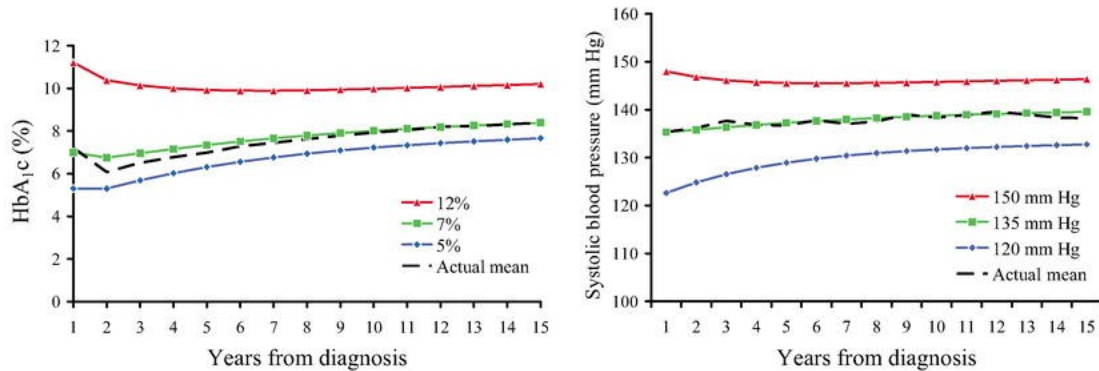 12
10
8
6
4
2
0
HbA1c (%)
12%
7%
5%
Actual mean
1 2 3 4 5 6 7 8 9 10 11 12 13 14 15
Years from diagnosis
160
150
140
130
120
110
100
Systolic blood pressure (mm Hg)
150 mm Hg
135 mm Hg
120 mm Hg
Actual mean
1 2 3 4 5 6 7 8 9 10 11 12 13 14 15
Years from diagnosis